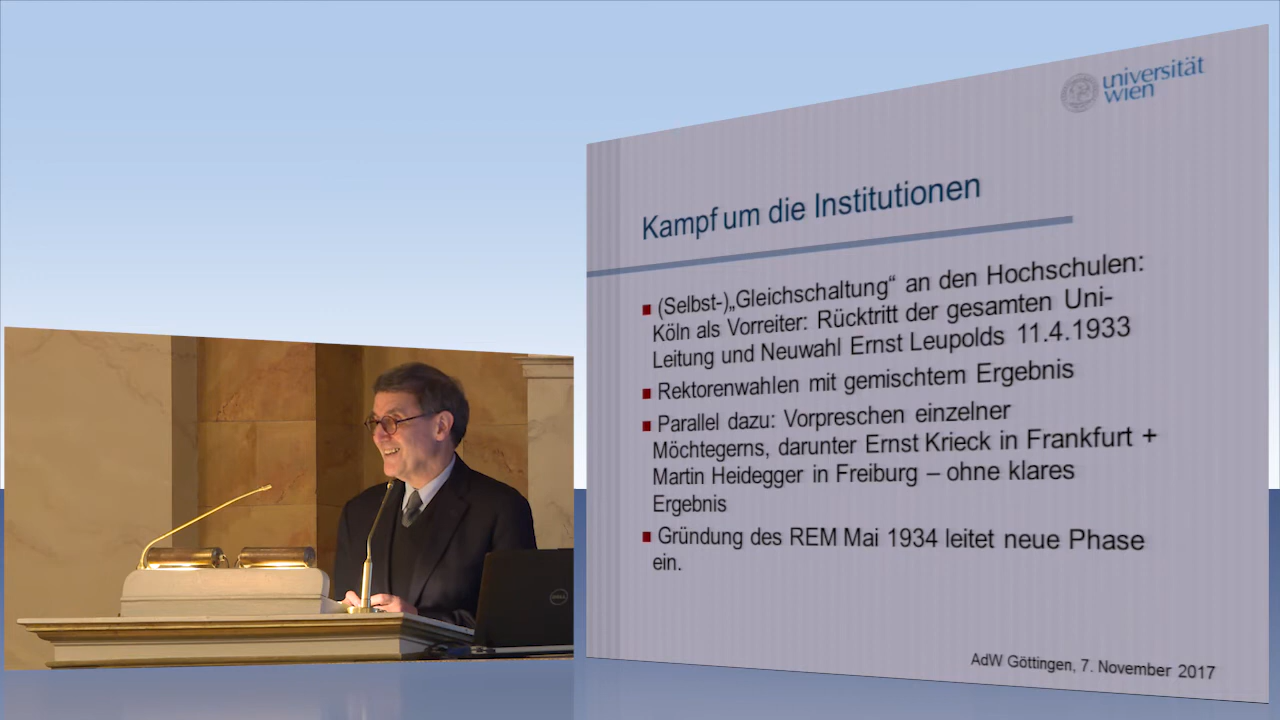 universität
wien
Kampf um die Institutionen
(Selbst-)„Gleichschaltung“ an den Hochschulen:
Köln als Vorreiter: Rücktritt der gesamten Uni-
Leitung und Neuwahl Ernst Leupolds 11.4.1933
Rektorenwahlen mit gemischtem Ergebnis
Parallel dazu: Vorpreschen einzelner
Möchtegerns, darunter Ernst Krieck in Frankfurt +
Martin Heidegger in Freiburg – ohne klares
Ergebnis
Gründung des REM Mai 1934 leitet neue Phase
ein.
AdW Göttingen, 7. November 2017
DELL